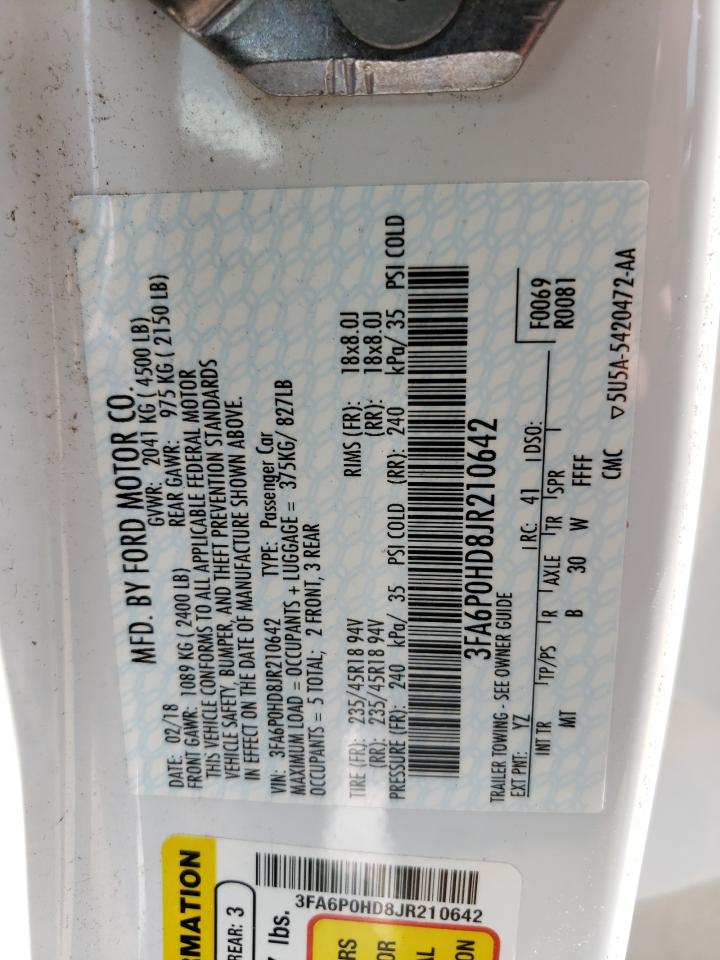 MFD. BY FORD MOTOR CO.
DATE: 02/18 GVWR: 2041 KG ( 4500 LB)
FRONT GAWR: 1089 KG ( 2400 LB) REAR GAWR: 975 KG ( 2150 LB)
THIS VEHICLE CONFORMS TO ALL APPLICABLE FEDERAL MOTOR
VEHICLE SAFETY, BUMPER, AND THEFT PREVENTION STANDARDS
IN EFFECT ON THE DATE OF MANUFACTURE SHOWN ABOVE.
VIN: 3FA6P0HD8JR210642 TYPE: Passenger Car
MAXIMUM LOAD = OCCUPANTS + LUGGAGE = 375KG/ 827LB
OCCUPANTS = 5 TOTAL; 2 FRONT, 3 REAR
TIRE (FR): 235/45R18 94V RIMS (FR): 18x8.0J
(RR): 235/45R18 94V (RR): 18x8.0J
PRESSURE (FR): 240 kPa/ 35 PSI COLD (RR): 240 kPa/ 35 PSI COLD
3FA6P0HD8JR210642
TRAILER TOWING - SEE OWNER GUIDE F0069
EXT PNT: YZ RC: 41 DSO: R0081
INT TR TP/PS R AXLE TR SPR
MT B 30 W FFFF
CMC ▽5U5A-5420472-AA
RMATION
REAR: 3
lbs.
3FA6P0HD8JR210642